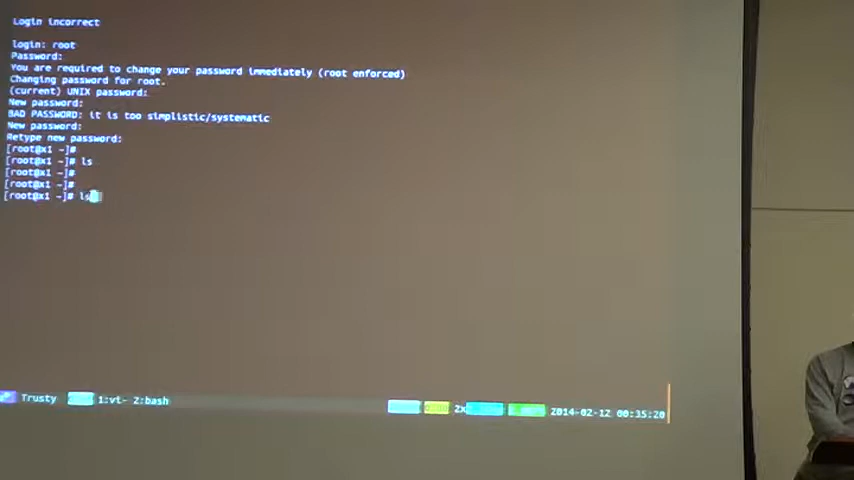 Login incorrect
login: root
Password:
You are required to change your password immediately (root enforced)
Changing password for root.
(current) UNIX password:
New password:
BAD PASSWORD: it is too simplistic/systematic
New password:
Retype new password:
[root@x1 ~]#
[root@x1 ~]# ls
[root@x1 ~]#
[root@x1 ~]#
[root@x1 ~]# ls
Trusty 1:vt- 2:bash 2x 2014-02-12 00:35:20